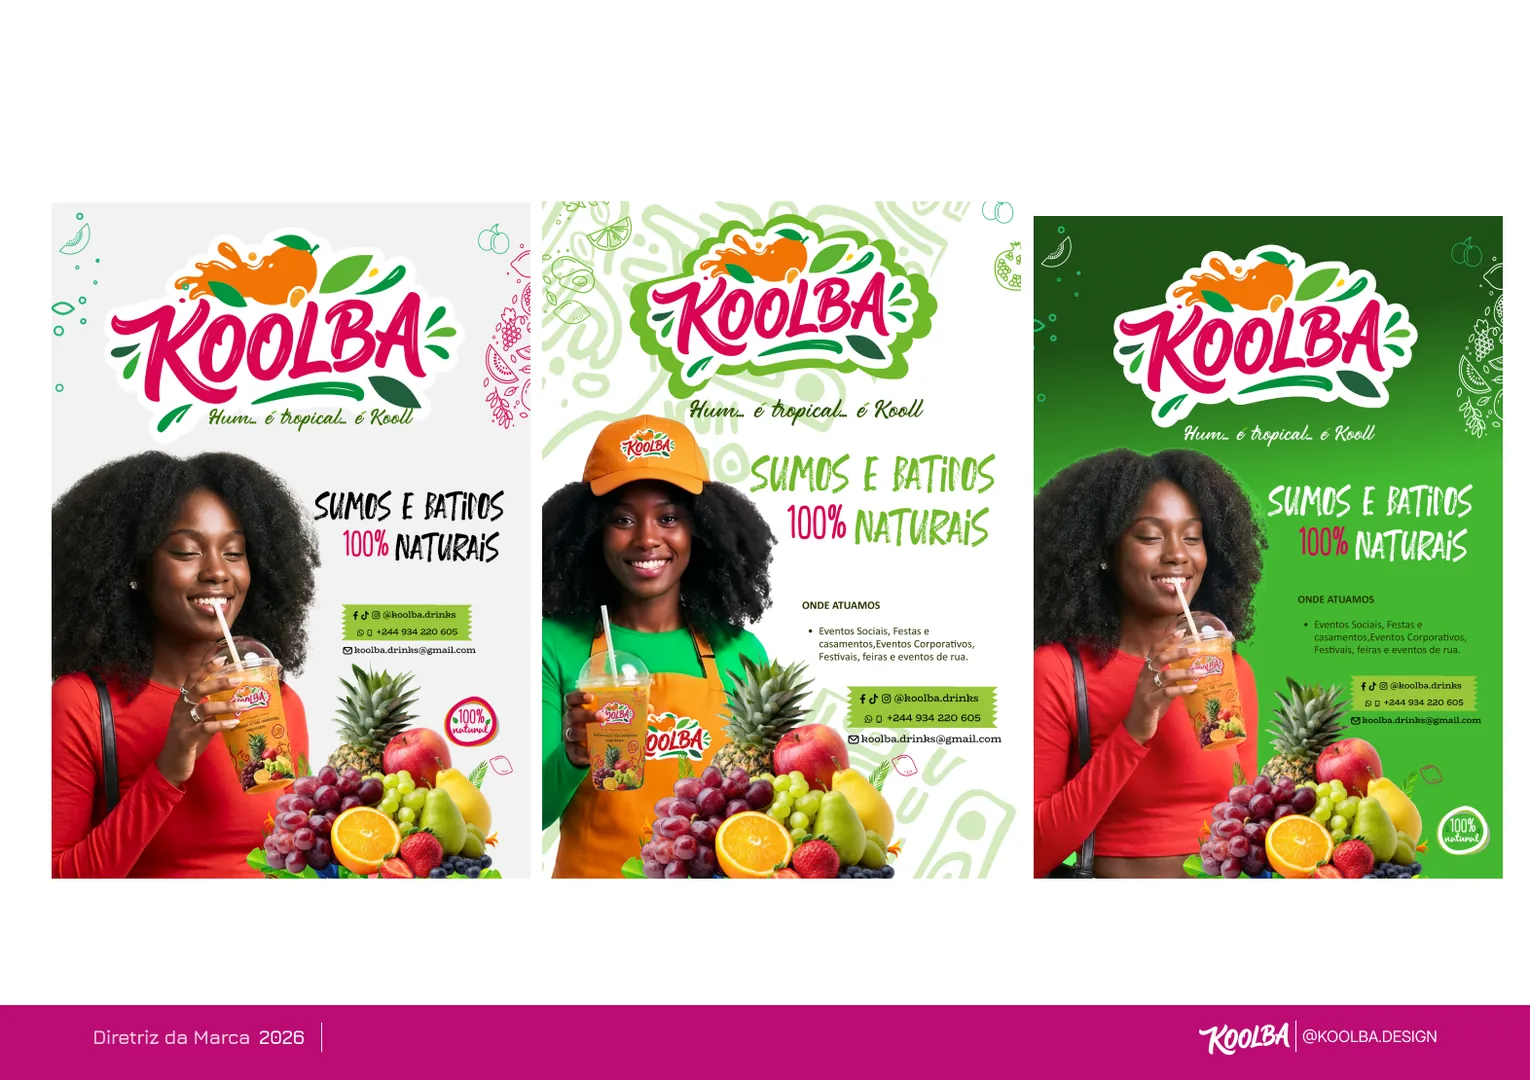 KOOLBA
Hum... é tropical... é Kooll
SUMOS E BATIDOS
100% NATURAIS
@koolba.drinks
+244 934 220 605
koolba.drinks@gmail.com
KOOLBA
100%
natural
KOOLBA
Hum... é tropical... é Kooll
KOOLBA
SUMOS E BATIDOS
100% NATURAIS
ONDE ATUAMOS
• Eventos Sociais, Festas e
casamentos,Eventos Corporativos,
Festivais, feiras e eventos de rua.
@koolba.drinks
+244 934 220 605
koolba.drinks@gmail.com
KOOLBA
KOOLBA
KOOLBA
Hum... é tropical... é Kooll
SUMOS E BATIDOS
100% NATURAIS
ONDE ATUAMOS
• Eventos Sociais, Festas e
casamentos,Eventos Corporativos,
Festivais, feiras e eventos de rua.
@koolba.drinks
+244 934 220 605
koolba.drinks@gmail.com
KOOLBA
100%
natural
Diretriz da Marca 2026
KOOLBA @KOOLBA.DESIGN